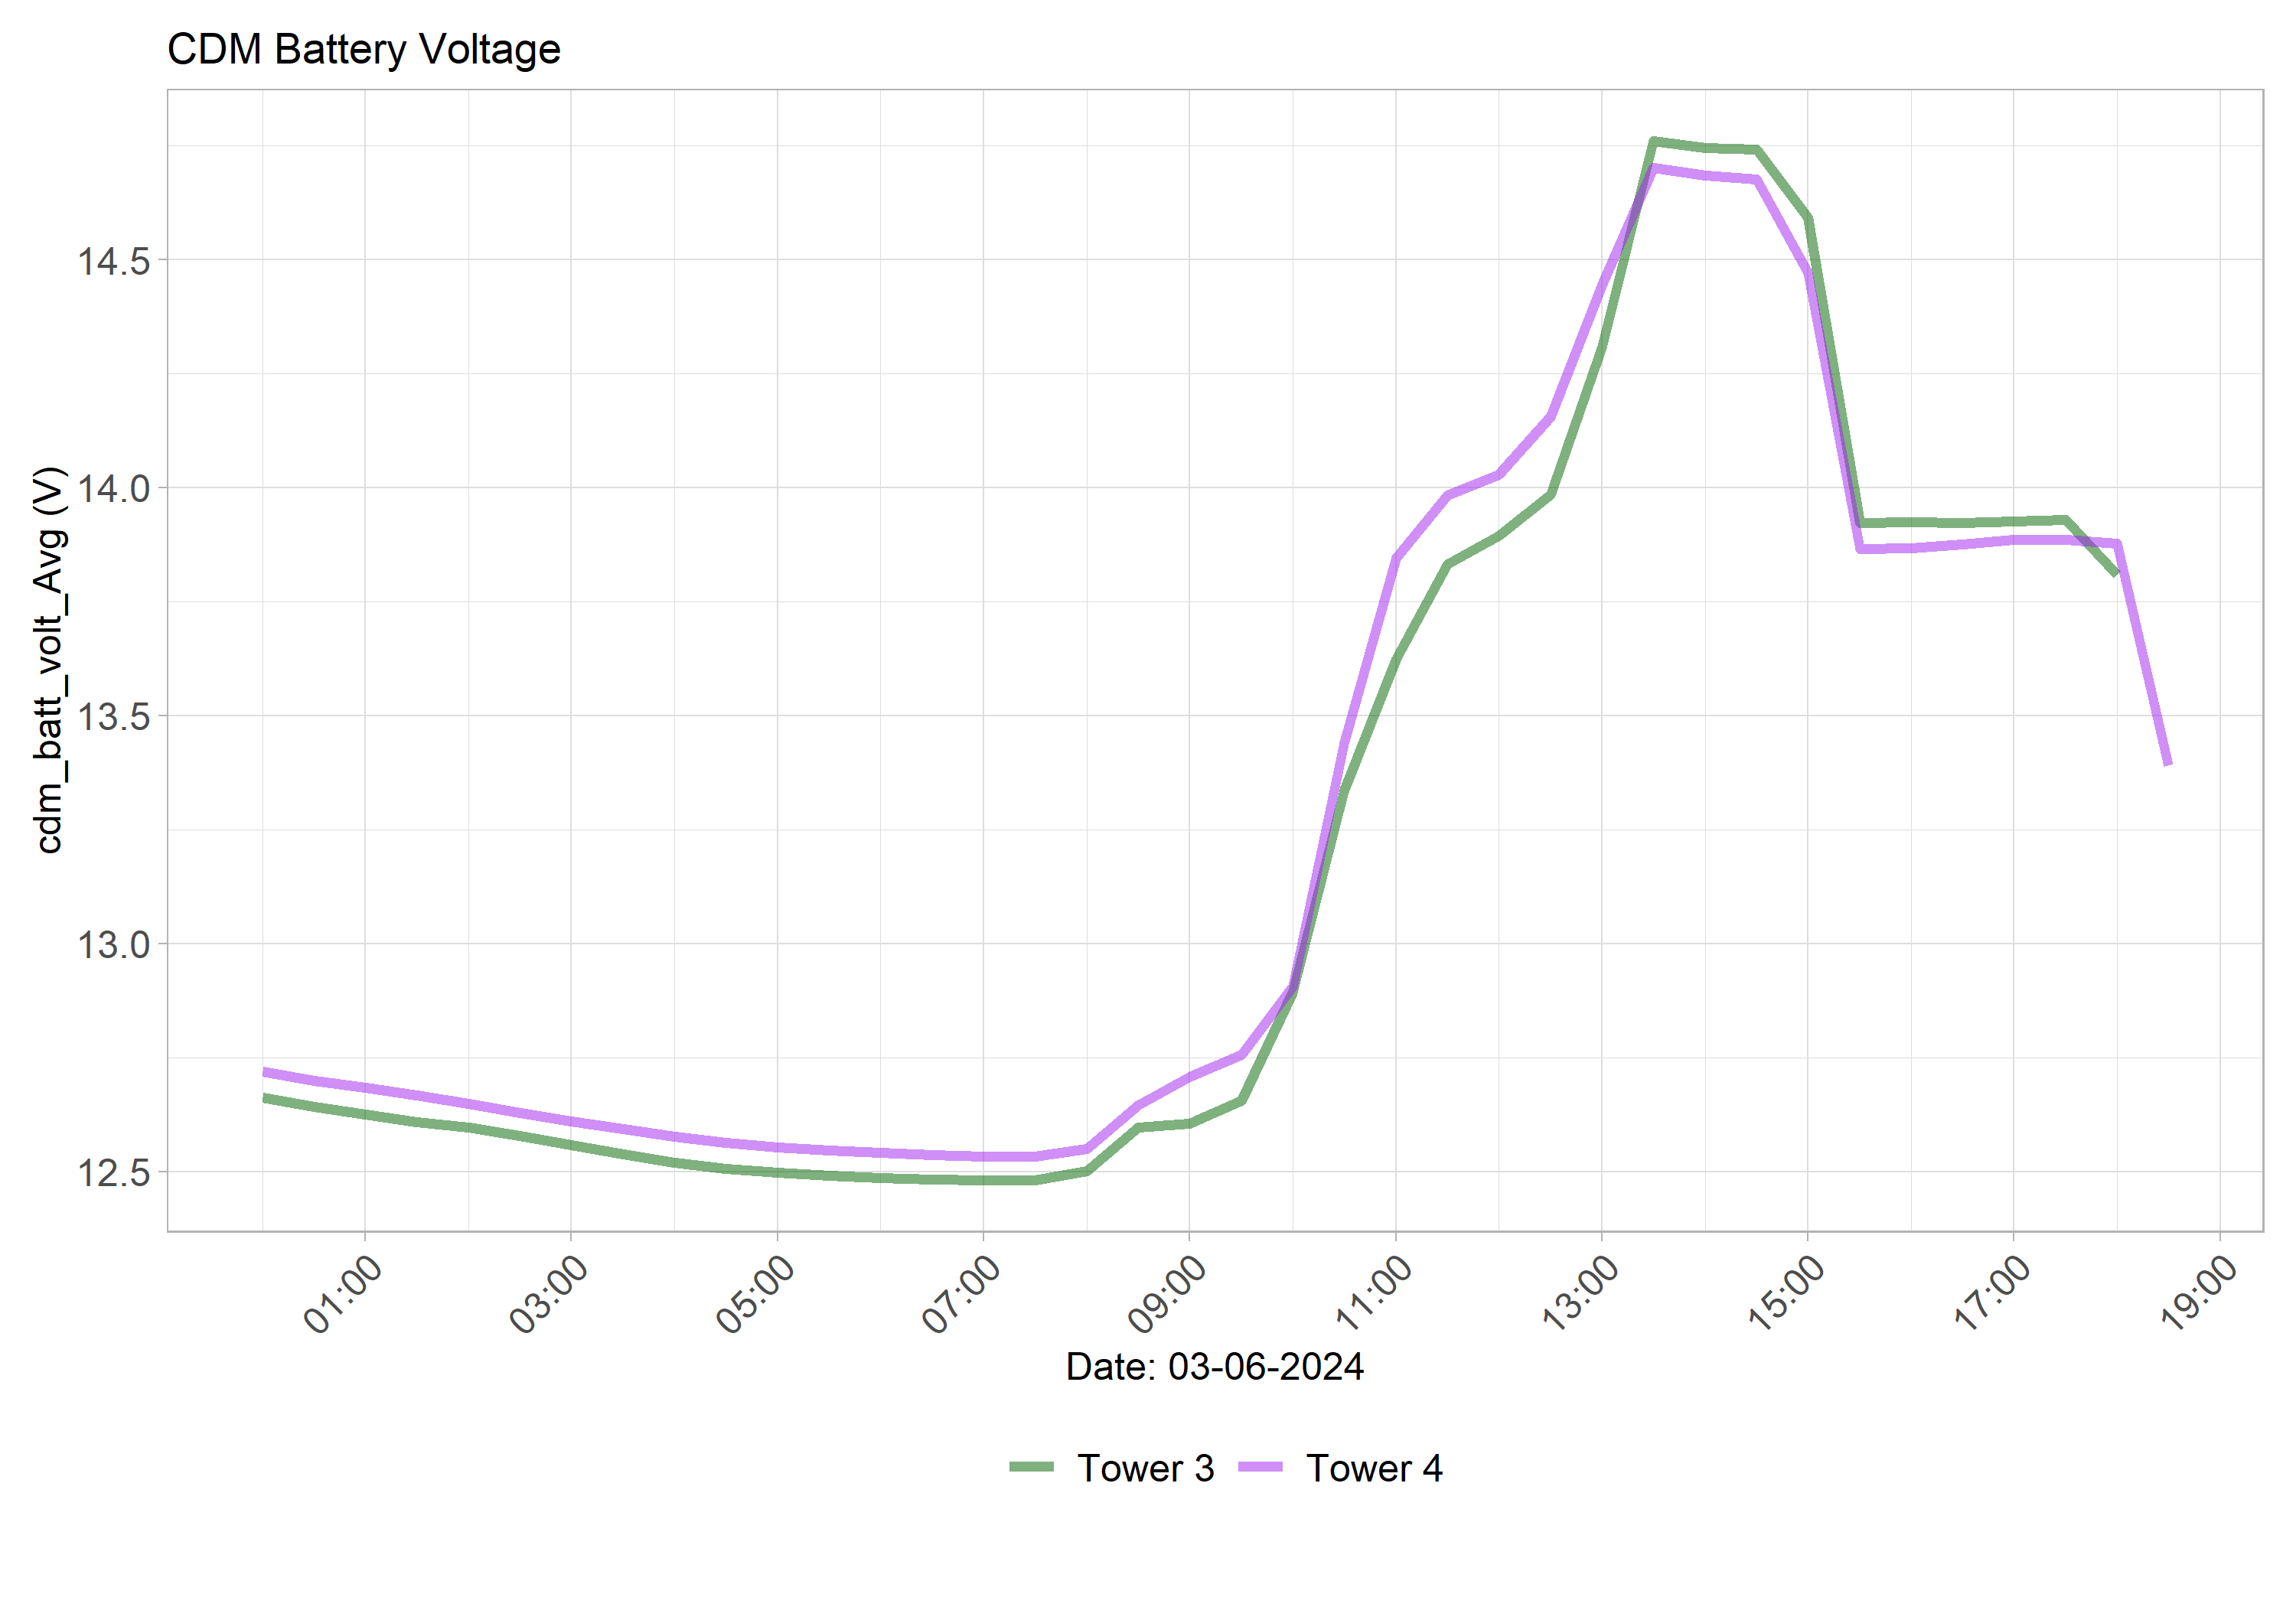 CDM Battery Voltage
cdm_batt_volt_Avg (V)
14.5
14.0
13.5
13.0
12.5
01:00 03:00 05:00 07:00 09:00 11:00 13:00 15:00 17:00 19:00
Date: 03-06-2024
Tower 3 Tower 4